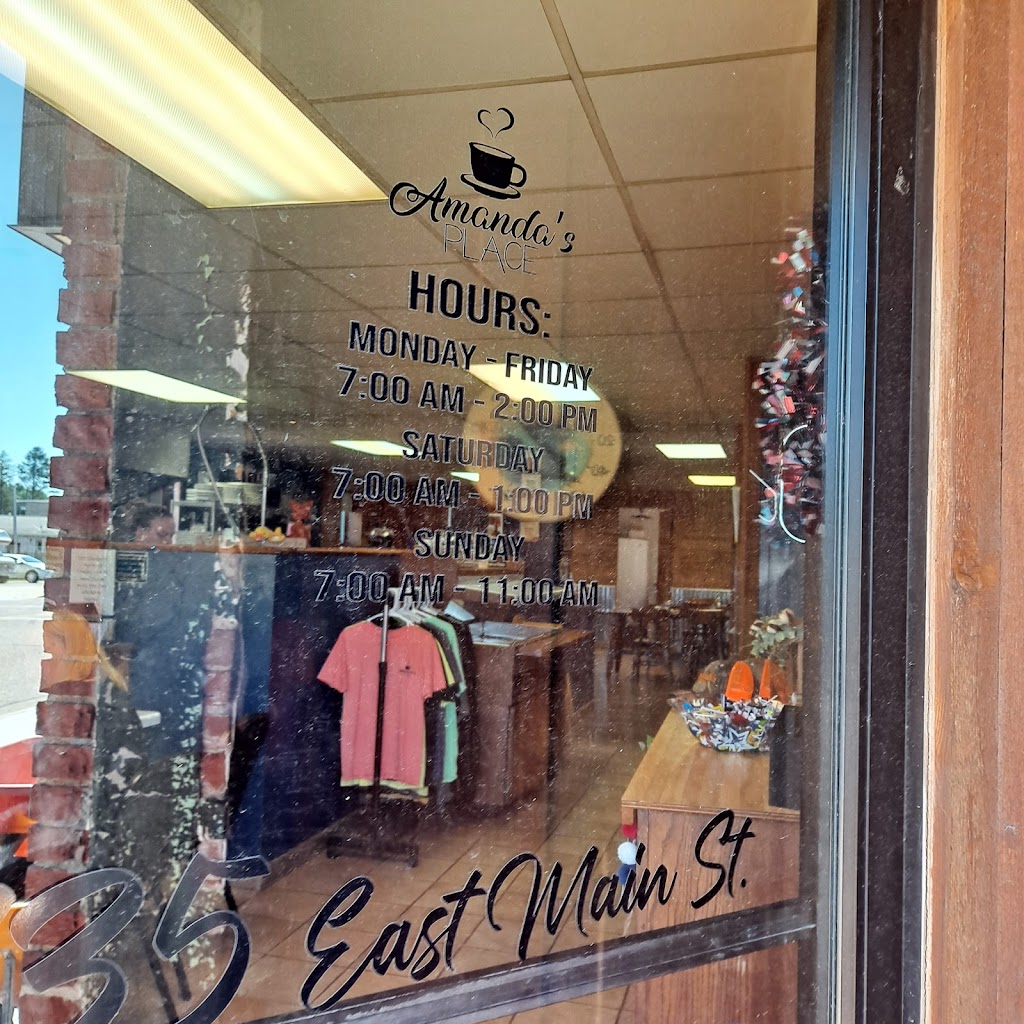 Amanda's
PLACE
HOURS:
MONDAY - FRIDAY
7:00 AM - 2:00 PM
SATURDAY
7:00 AM - 1:00 PM
SUNDAY
7:00 AM - 11:00 AM
35 East Main St.